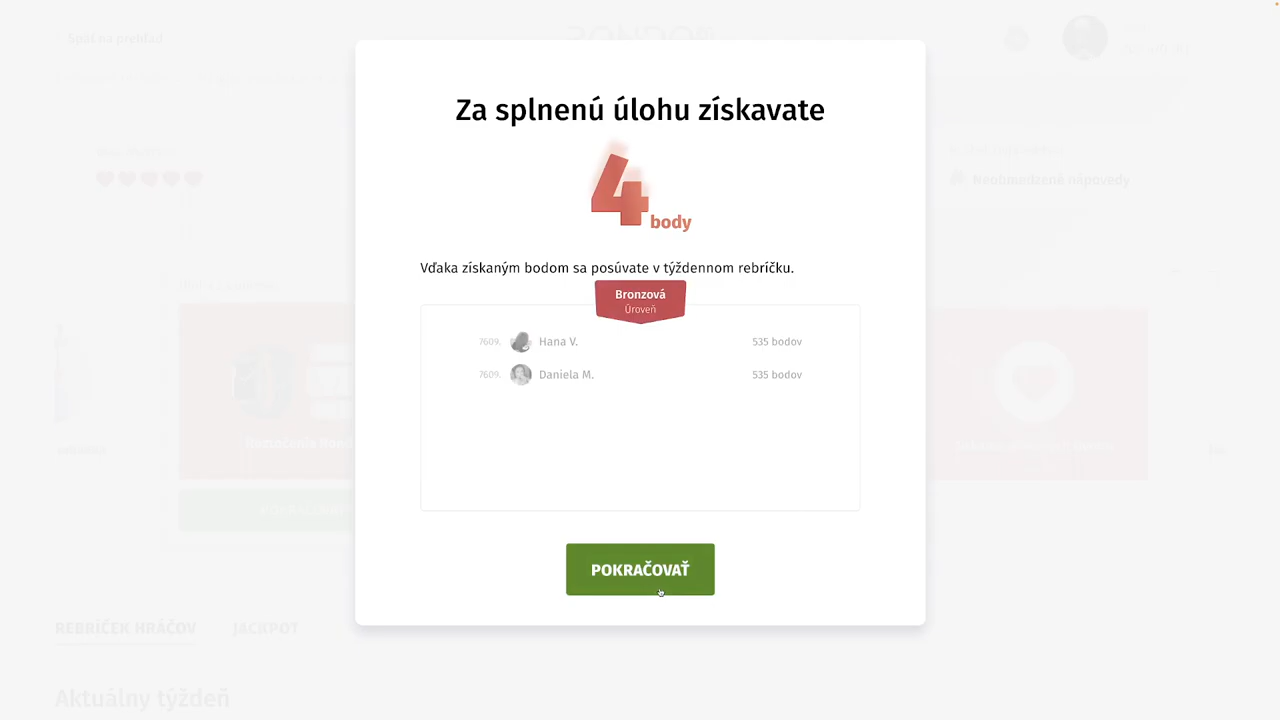 Späť na prehľad
Za splnenú úlohu získavate
4 body
Neobmedzené nápovedy
Vďaka získaným bodom sa posúvate v týždennom rebríčku.
Bronzová
Úroveň
7609. Hana V. 535 bodov
7609. Daniela M. 535 bodov
POKRAČOVAŤ
REBRÍČEK HRÁČOV JACKPOT
Aktuálny týždeň